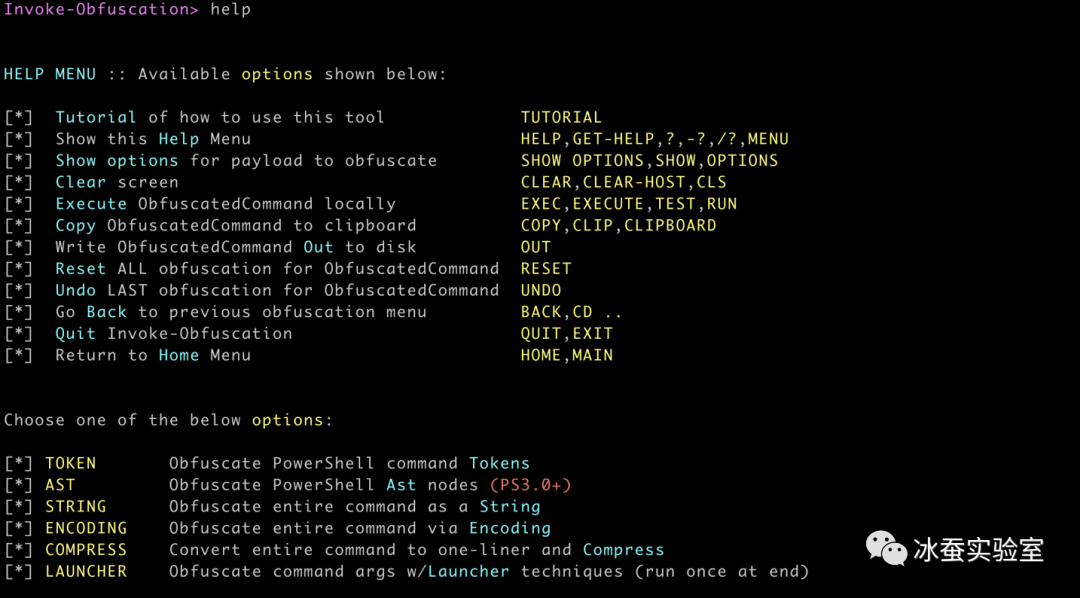 Invoke-Obfuscation> help
HELP MENU :: Available options shown below:
[*] Tutorial of how to use this tool TUTORIAL
[*] Show this Help Menu HELP,GET-HELP,?,-?,/?,MENU
[*] Show options for payload to obfuscate SHOW OPTIONS,SHOW,OPTIONS
[*] Clear screen CLEAR,CLEAR-HOST,CLS
[*] Execute ObfuscatedCommand locally EXEC,EXECUTE,TEST,RUN
[*] Copy ObfuscatedCommand to clipboard COPY,CLIP,CLIPBOARD
[*] Write ObfuscatedCommand Out to disk OUT
[*] Reset ALL obfuscation for ObfuscatedCommand RESET
[*] Undo LAST obfuscation for ObfuscatedCommand UNDO
[*] Go Back to previous obfuscation menu BACK,CD ..
[*] Quit Invoke-Obfuscation QUIT,EXIT
[*] Return to Home Menu HOME,MAIN
Choose one of the below options:
[*] TOKEN Obfuscate PowerShell command Tokens
[*] AST Obfuscate PowerShell Ast nodes (PS3.0+)
[*] STRING Obfuscate entire command as a String
[*] ENCODING Obfuscate entire command via Encoding
[*] COMPRESS Convert entire command to one-liner and Compress
[*] LAUNCHER Obfuscate command args w/Launcher techniques (run once at end)
冰蚕实验室